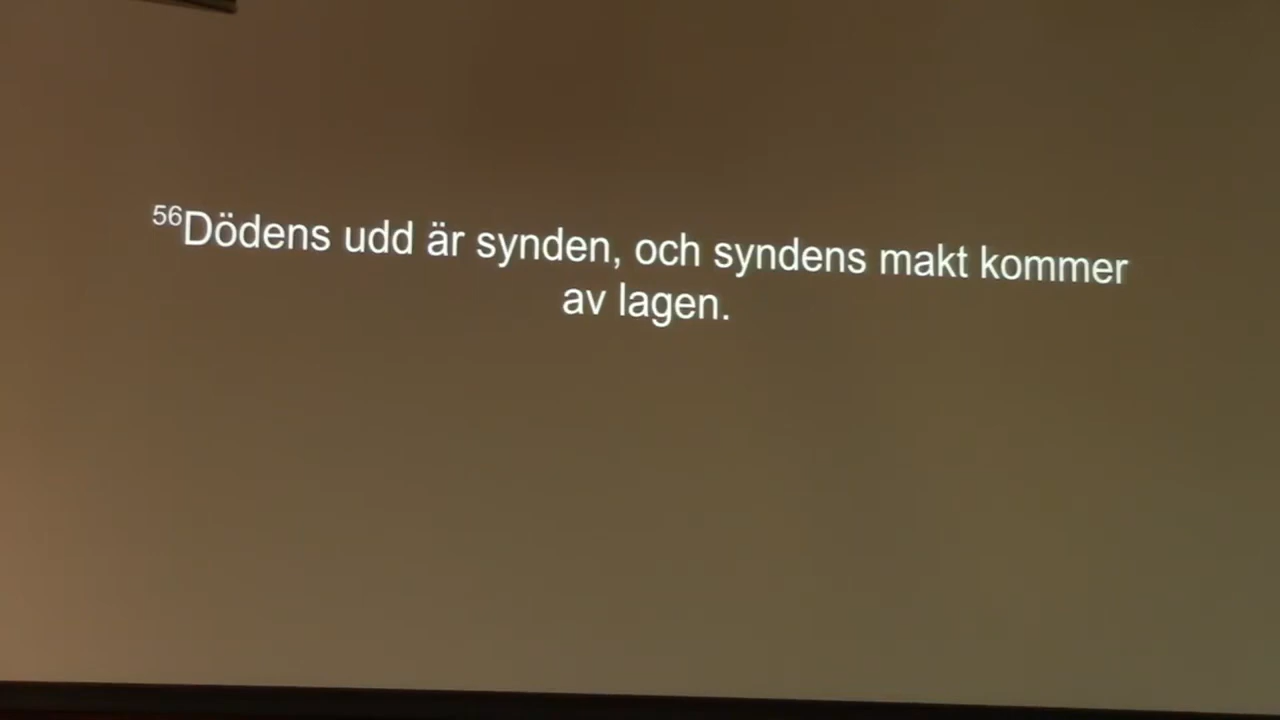 56Dödens udd är synden, och syndens makt kommer
av lagen.